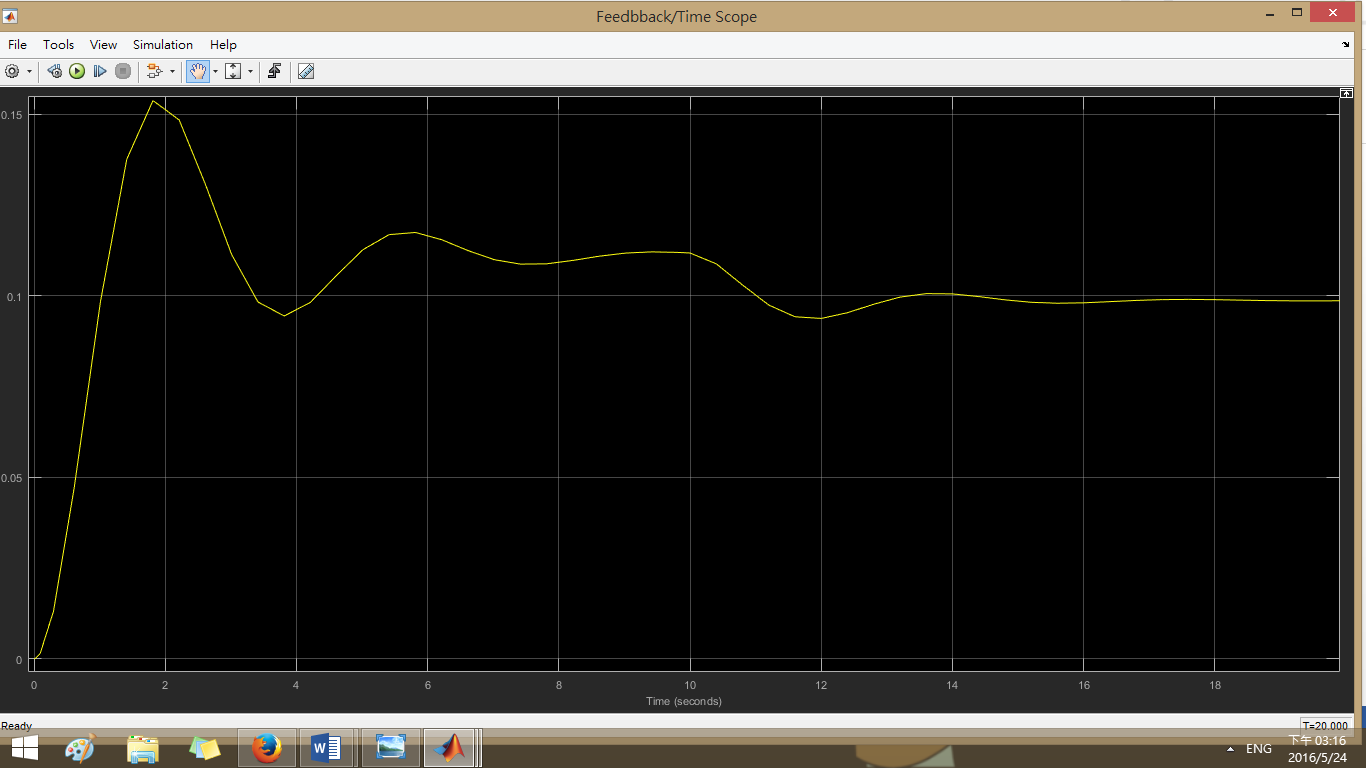 Feedbback/Time Scope
File Tools View Simulation Help
0.15
0.1
0.05
0
0 2 4 6 8 10 12 14 16 18
Time (seconds)
Ready
T=20.000
ENG
下午 03:16
2016/5/24